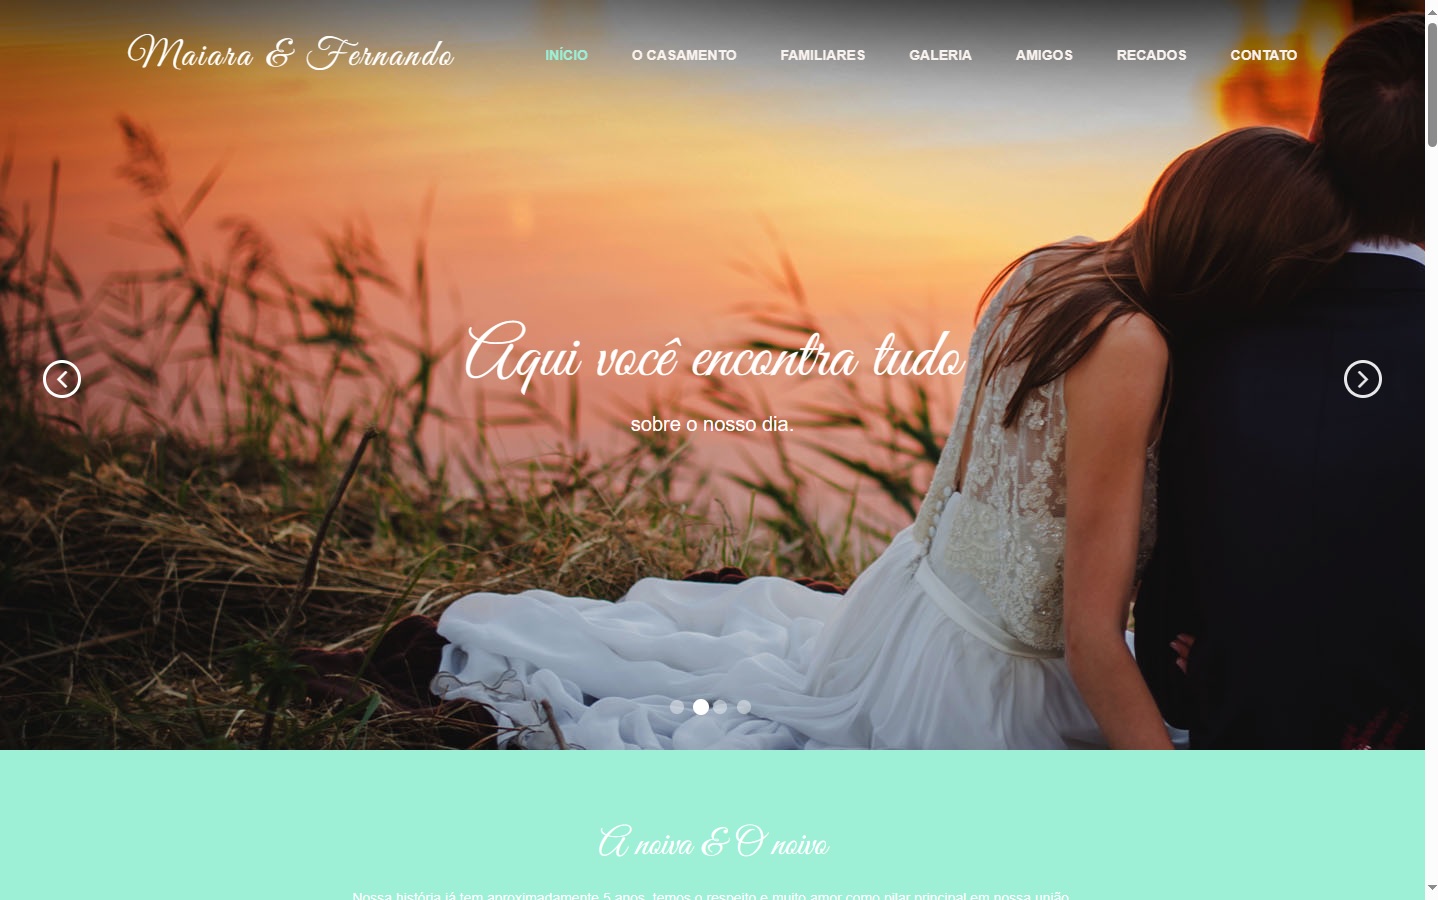 Maiara & Fernando
INÍCIO O CASAMENTO FAMILIARES GALERIA AMIGOS RECADOS CONTATO
Aqui você encontra tudo
sobre o nosso dia.
A noiva & O noivo
Nossa história já tem aproximadamente 5 anos, temos o respeito e muito amor como pilar principal em nossa união.